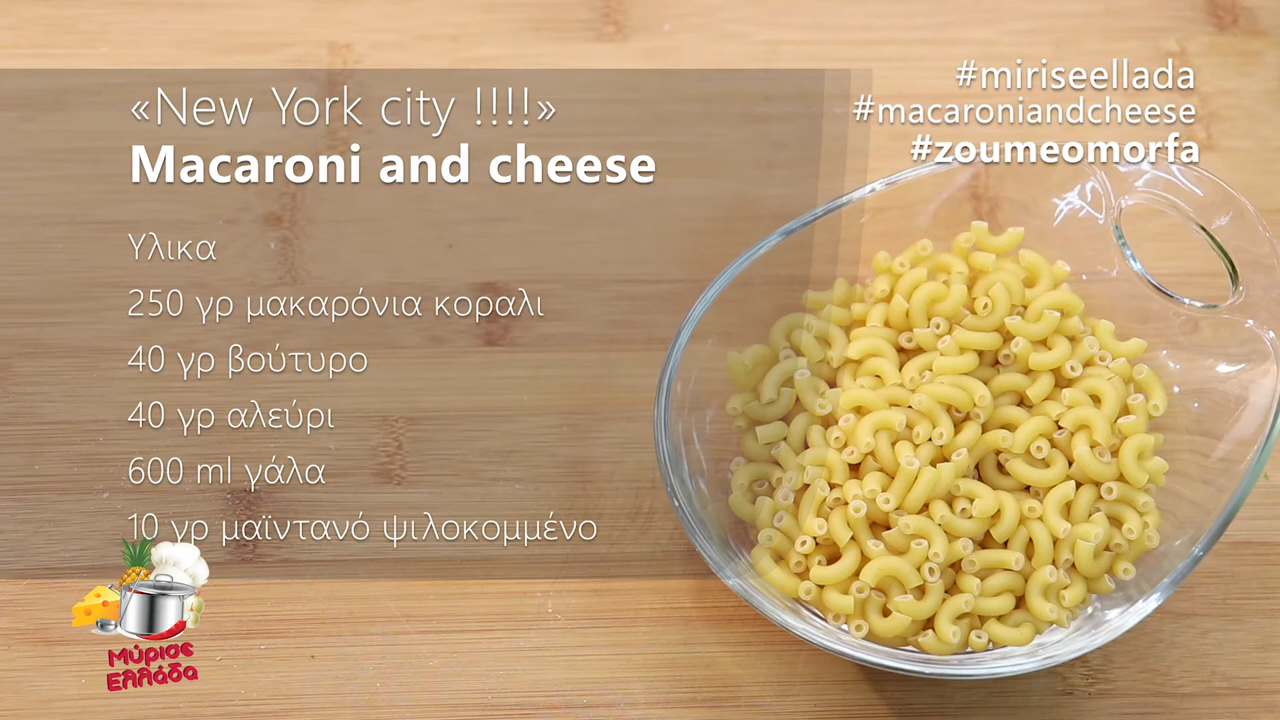 «New York city !!!!»
Macaroni and cheese
Υλικα
250 γρ μακαρόνια κοραλι
40 γρ βούτυρο
40 γρ αλεύρι
600 ml γάλα
10 γρ μαϊντανό ψιλοκομμένο
#miriseellada
#macaroniandcheese
#zoumeomorfa
Μύρισε
Ελλάδα